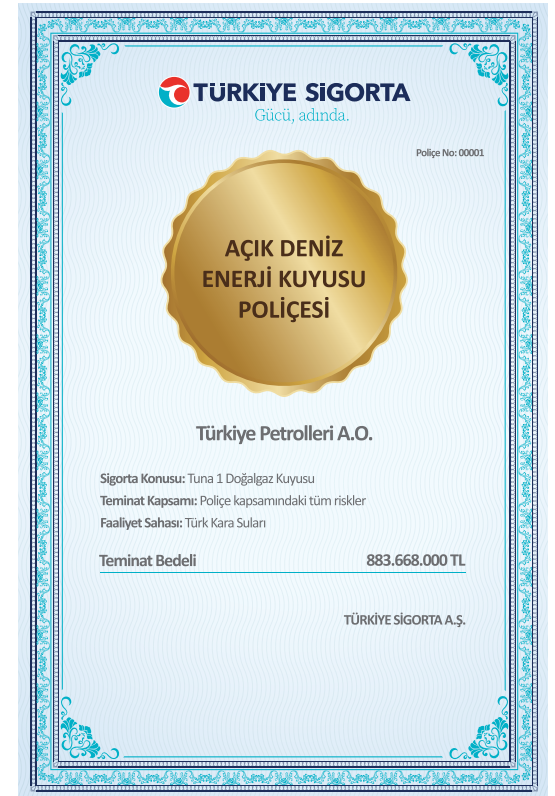 TÜRKİYE SİGORTA
Gücü, adında.
Poliçe No: 00001
AÇIK DENİZ
ENERJİ KUYUSU
POLİÇESİ
Türkiye Petrolleri A.O.
Sigorta Konusu: Tuna 1 Doğalgaz Kuyusu
Teminat Kapsamı: Poliçe kapsamındaki tüm riskler
Faaliyet Sahası: Türk Kara Suları
Teminat Bedeli 883.668.000 TL
TÜRKİYE SİGORTA A.Ş.